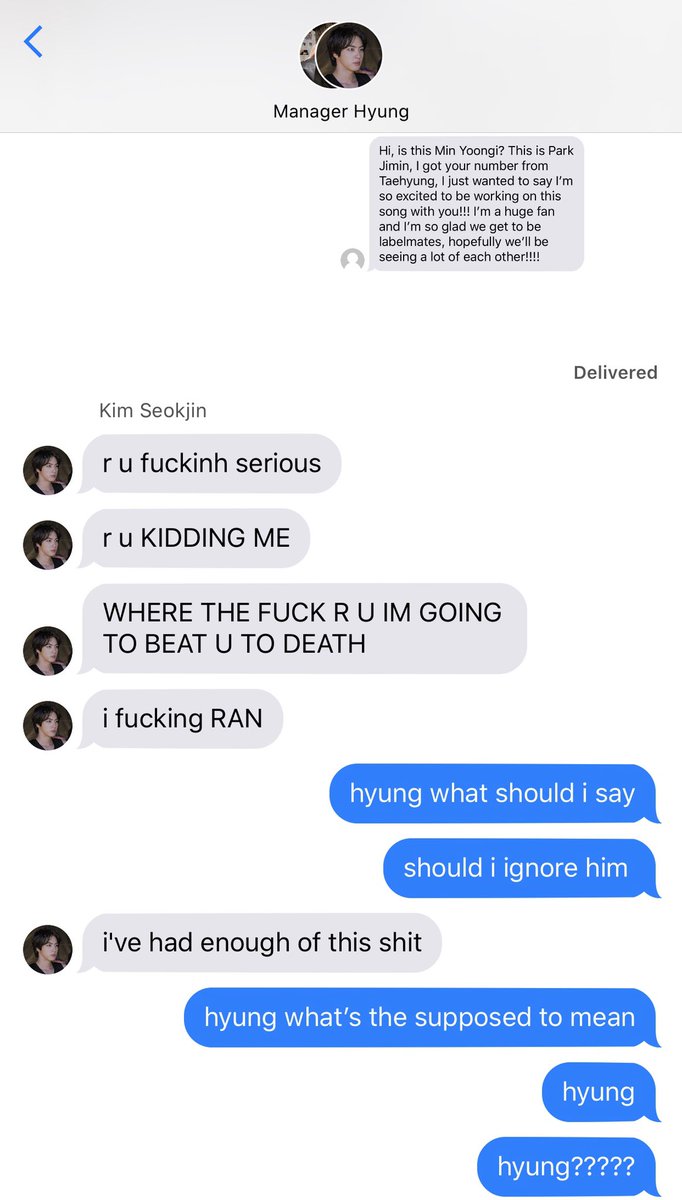 Manager Hyung
Hi, is this Min Yoongi? This is Park
Jimin, I got your number from
Taehyung, I just wanted to say I’m
so excited to be working on this
song with you!!! I’m a huge fan
and I’m so glad we get to be
labelmates, hopefully we’ll be
seeing a lot of each other!!!!
Delivered
Kim Seokjin
r u fuckinh serious
r u KIDDING ME
WHERE THE FUCK R U IM GOING
TO BEAT U TO DEATH
i fucking RAN
hyung what should i say
should i ignore him
i've had enough of this shit
hyung what’s the supposed to mean
hyung
hyung?????